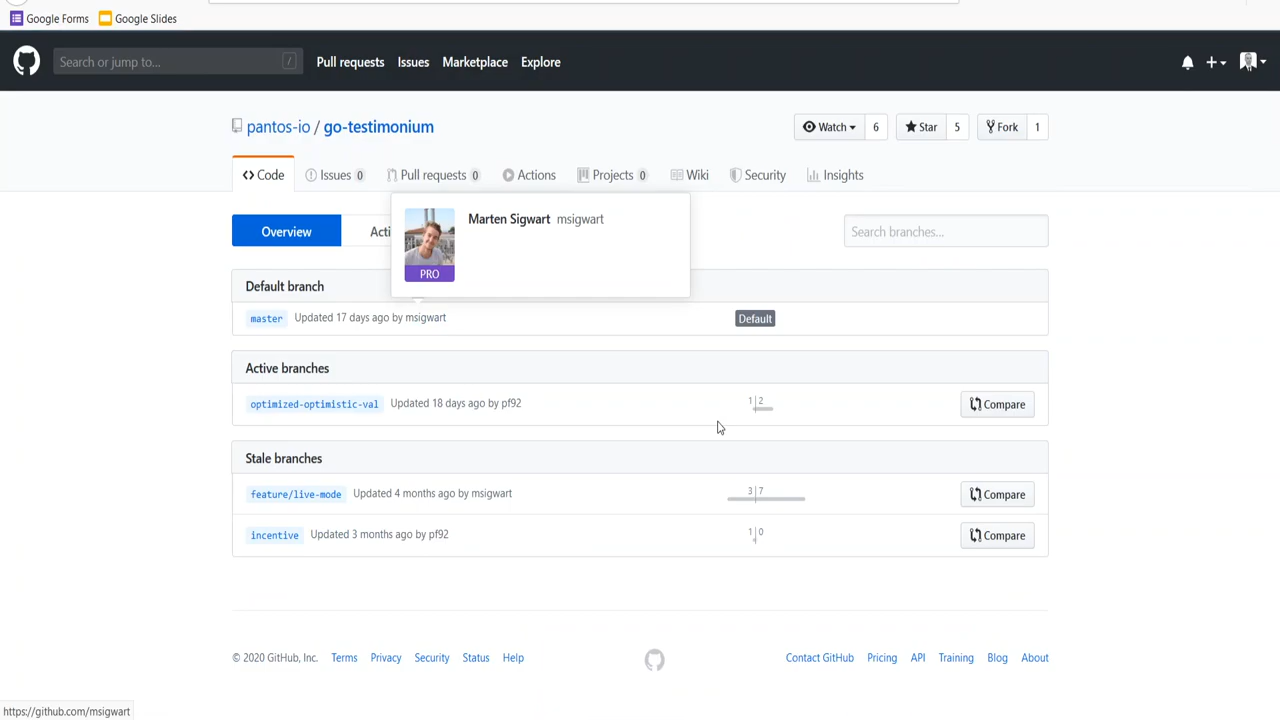 Google Forms Google Slides
Search or jump to... / Pull requests Issues Marketplace Explore
pantos-io / go-testimonium Watch 6 Star 5 Fork 1
Code Issues 0 Pull requests 0 Actions Projects 0 Wiki Security Insights
Marten Sigwart msigwart
PRO
Overview Acti Search branches...
Default branch
master Updated 17 days ago by msigwart Default
Active branches
optimized-optimistic-val Updated 18 days ago by pf92 1 2 Compare
Stale branches
feature/live-mode Updated 4 months ago by msigwart 3 7 Compare
incentive Updated 3 months ago by pf92 1 0 Compare
© 2020 GitHub, Inc. Terms Privacy Security Status Help Contact GitHub Pricing API Training Blog About
https://github.com/msigwart